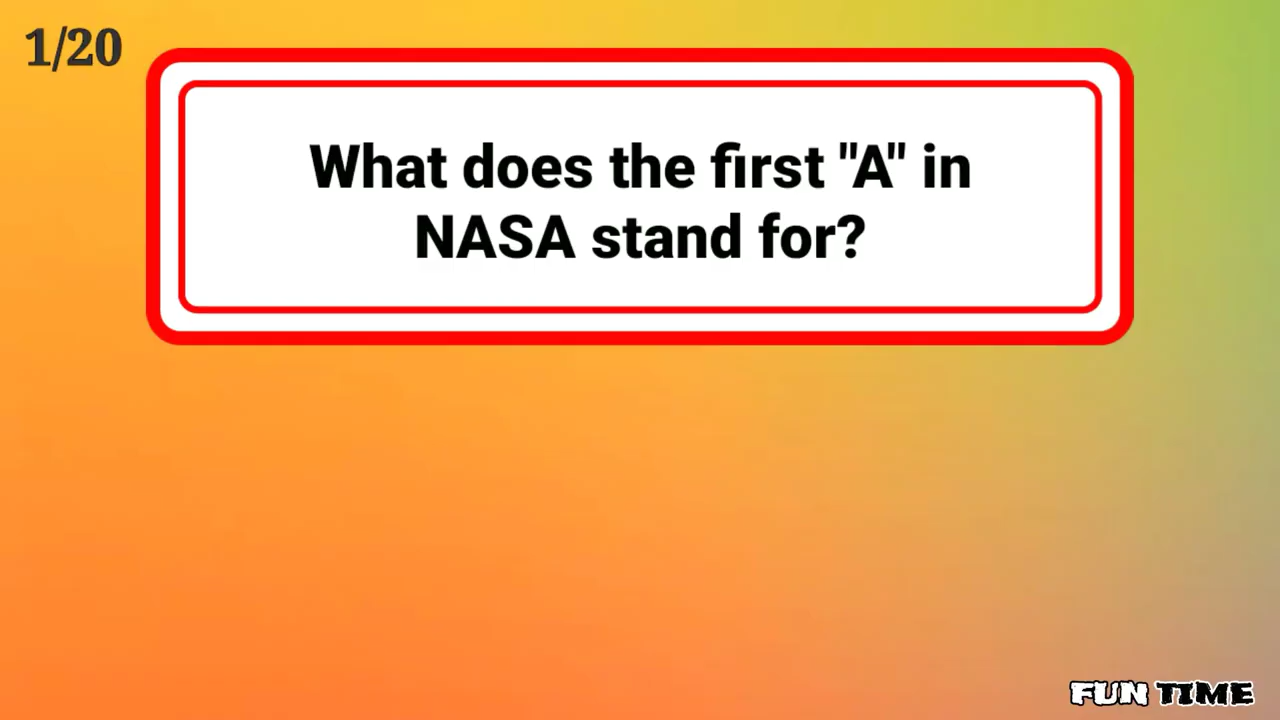 1/20
What does the first "A" in
NASA stand for?
FUN TIME